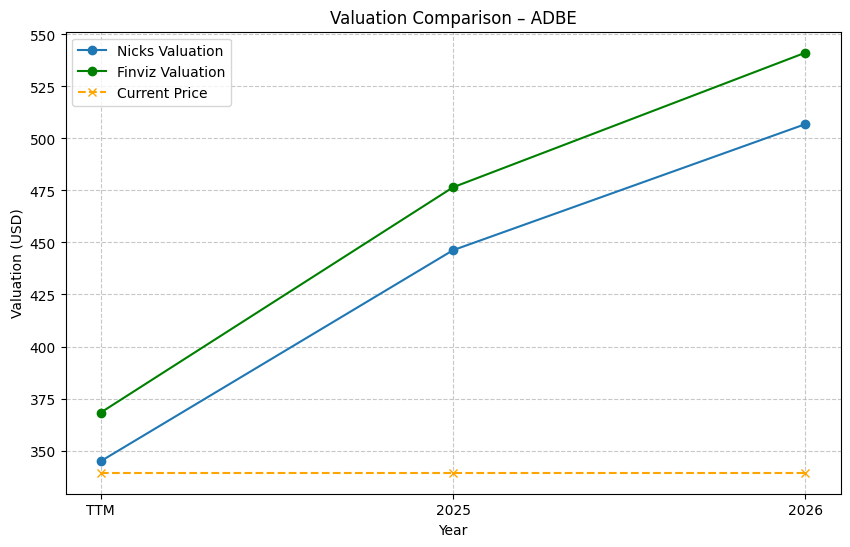 Valuation Comparison – ADBE
Nicks Valuation
Finviz Valuation
Current Price
Valuation (USD)
550
525
500
475
450
425
400
375
350
TTM
2025
2026
Year